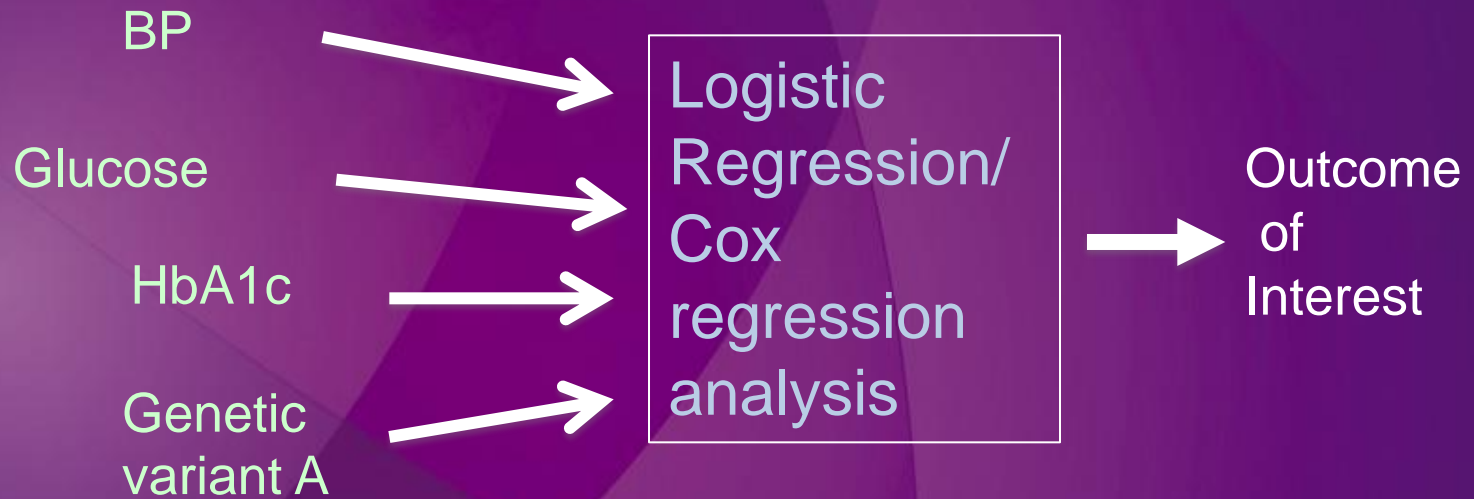 BP
Glucose
HbA1c
Genetic
variant A
Logistic
Regression/
Cox
regression
analysis
Outcome
of
Interest